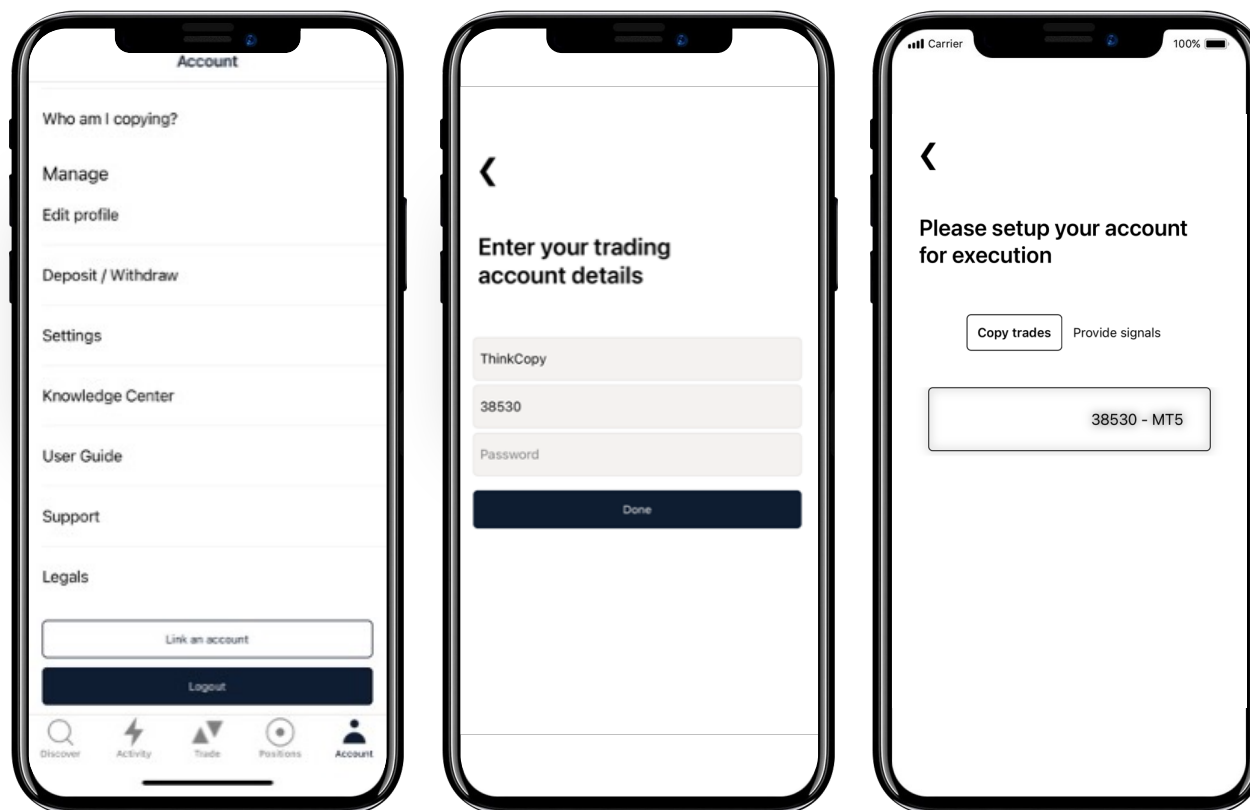 Account
Who am I copying?
Manage
Edit profile
Deposit / Withdraw
Settings
Knowledge Center
User Guide
Support
Legals
Link an account
Logout
Discover
Activity
Trade
Positions
Account
Enter your trading
account details
ThinkCopy
38530
Password
Done
Carrier
100%
Please setup your account
for execution
Copy trades
Provide signals
38530 - MT5